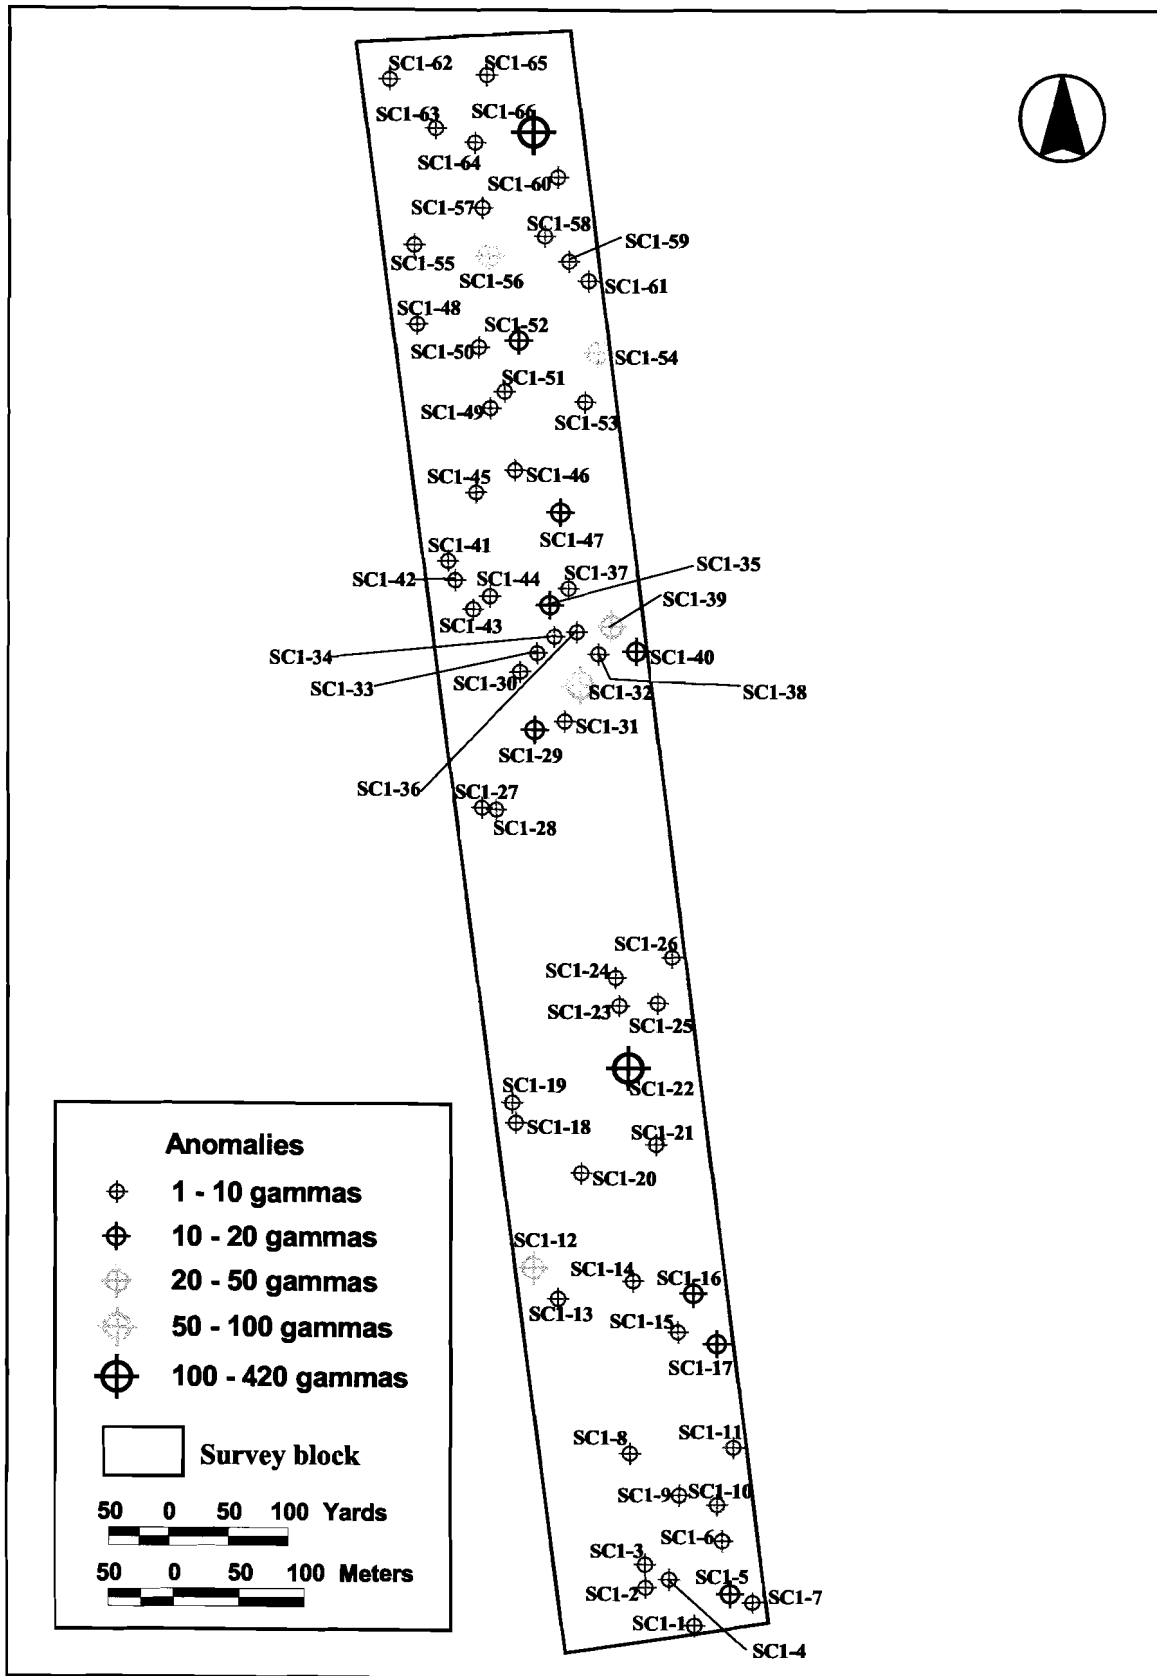 SC1-62
SC1-65
SC1-63
SC1-66
SC1-64
SC1-60
SC1-57
SC1-58
SC1-59
SC1-55
SC1-56
SC1-61
SC1-48
SC1-52
SC1-50
SC1-54
SC1-51
SC1-49
SC1-53
SC1-46
SC1-45
SC1-47
SC1-41
SC1-35
SC1-42
SC1-44
SC1-37
SC1-39
SC1-43
SC1-34
SC1-40
SC1-33
SC1-30
SC1-32
SC1-38
SC1-31
SC1-29
SC1-36
SC1-27
SC1-28
SC1-26
SC1-24
SC1-23
SC1-25
SC1-22
SC1-19
SC1-18
SC1-21
SC1-20
SC1-12
SC1-14
SC1-16
SC1-13
SC1-15
SC1-17
SC1-8
SC1-11
SC1-9
SC1-10
SC1-6
SC1-3
SC1-5
SC1-2
SC1-7
SC1-1
SC1-4
Anomalies
1 - 10 gammas
10 - 20 gammas
20 - 50 gammas
50 - 100 gammas
100 - 420 gammas
Survey block
50 0 50 100 Yards
50 0 50 100 Meters